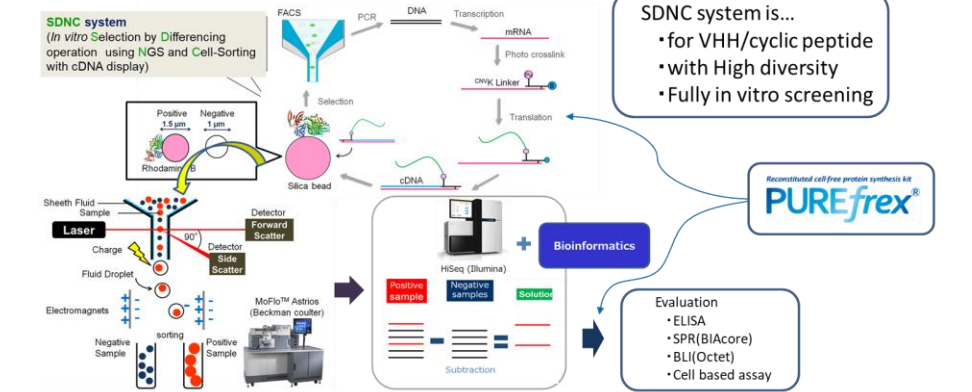 SDNC system
(In vitro Selection by Differencing
operation using NGS and Cell-Sorting
with cDNA display)
FACS
PCR
DNA
Transcription
mRNA
Photo crosslink
CNVK Linker
Pu
B
Translation
Selection
cDNA
Silica bead
Positive
1.5 μm
Negative
1 μm
Rhodamin B
Sheeth Fluid
Sample
Laser
90°
Detector
Forward
Scatter
Detector
Side
Scatter
Charge
Fluid Droplet
Electromagnets
sorting
Negative
Sample
Positive
Sample
MoFlo™ Astrios
(Beckman coulter)
HiSeq (Illumina)
+
Bioinformatics
Positive
sample
Negative
samples
Solution
Subtraction
SDNC system is...
・for VHH/cyclic peptide
・with High diversity
・Fully in vitro screening
Reconstituted cell-free protein synthesis kit
PUREfrex®
Evaluation
・ELISA
・SPR(BIAcore)
・BLI(Octet)
・Cell based assay